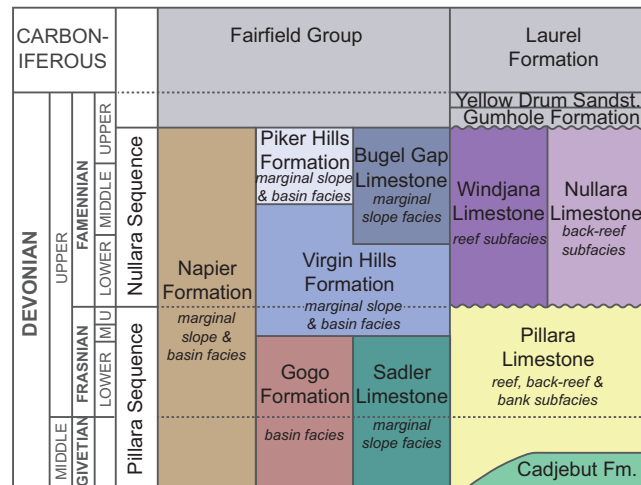 CARBON-
IFEROUS
Fairfield Group
Laurel
Formation
Yellow Drum Sandst.
Gumhole Formation
DEVONIAN
UPPER
MIDDLE
FAMENNIAN
FRASNIAN
GIVETIAN
UPPER
MIDDLE
LOWER
U
M
LOWER
Nullara Sequence
Pillara Sequence
Napier
Formation
marginal
slope &
basin facies
Piker Hills
Formation
marginal slope
& basin facies
Bugel Gap
Limestone
marginal
slope facies
Virgin Hills
Formation
marginal slope
& basin facies
Gogo
Formation
basin facies
Sadler
Limestone
marginal
slope facies
Windjana
Limestone
reef subfacies
Nullara
Limestone
back-reef
subfacies
Pillara
Limestone
reef, back-reef &
bank subfacies
Cadjebut Fm.